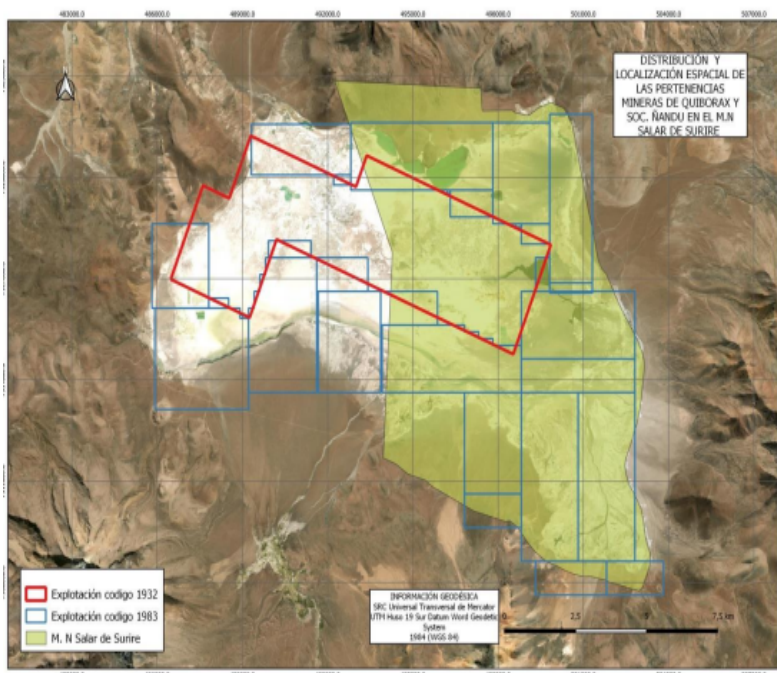 483000.0 486000.0 489000.0 492000.0 495000.0 498000.0 501000.0 504000.0 507000.0
DISTRIBUCIÓN Y
LOCALIZACIÓN ESPACIAL DE
LAS PERTENENCIAS
MINERAS DE QUIBORAX Y
SOC. ÑANDU EN EL M.N
SALAR DE SURIRE
Explotación codigo 1932
Explotación codigo 1983
M. N Salar de Surire
INFORMACIÓN GEODÉSICA
SRC Universal Transversal de Mercator
UTM Huso 19 Sur Datum Word Geodetic
System
1984 (WGS 84)
0 2,5 5 7,5 km